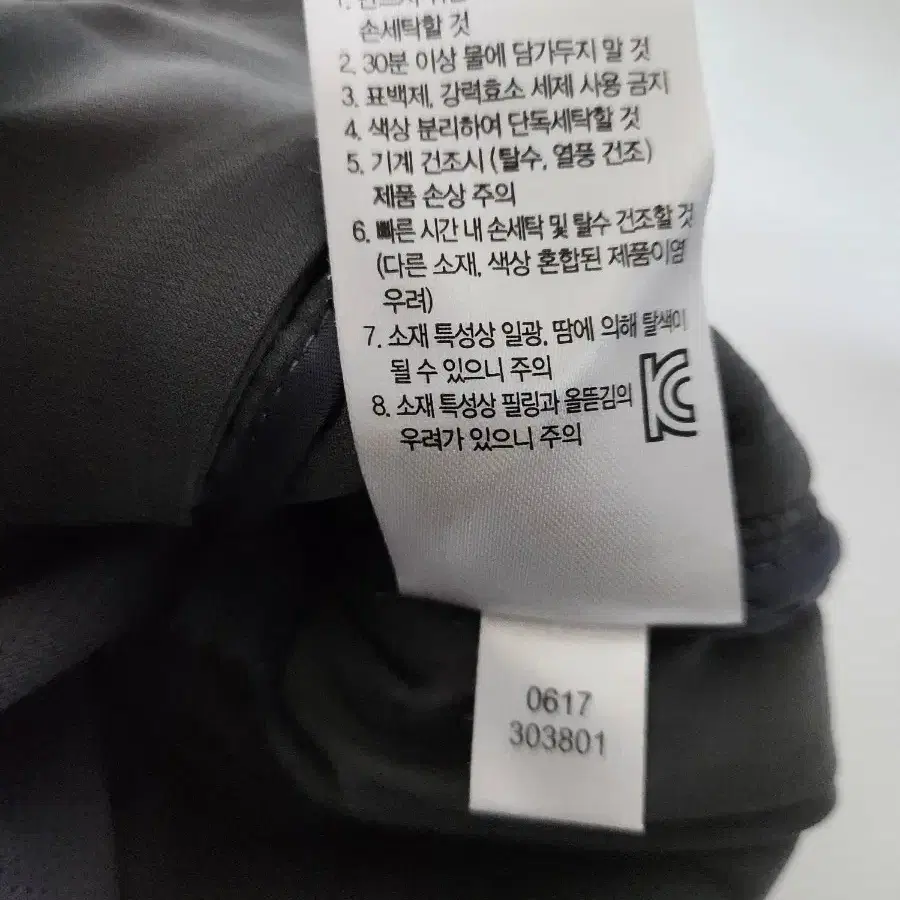 손세탁할 것
2. 30분 이상 물에 담가두지 말 것
3. 표백제, 강력효소 세제 사용 금지
4. 색상 분리하여 단독세탁할 것
5. 기계 건조시 (탈수, 열풍 건조)
제품 손상 주의
6. 빠른 시간 내 손세탁 및 탈수 건조할 것
(다른 소재, 색상 혼합된 제품이염
우려)
7. 소재 특성상 일광, 땀에 의해 탈색이
될 수 있으니 주의
8. 소재 특성상 필링과 올뜯김의
우려가 있으니 주의
KC
0617
303801